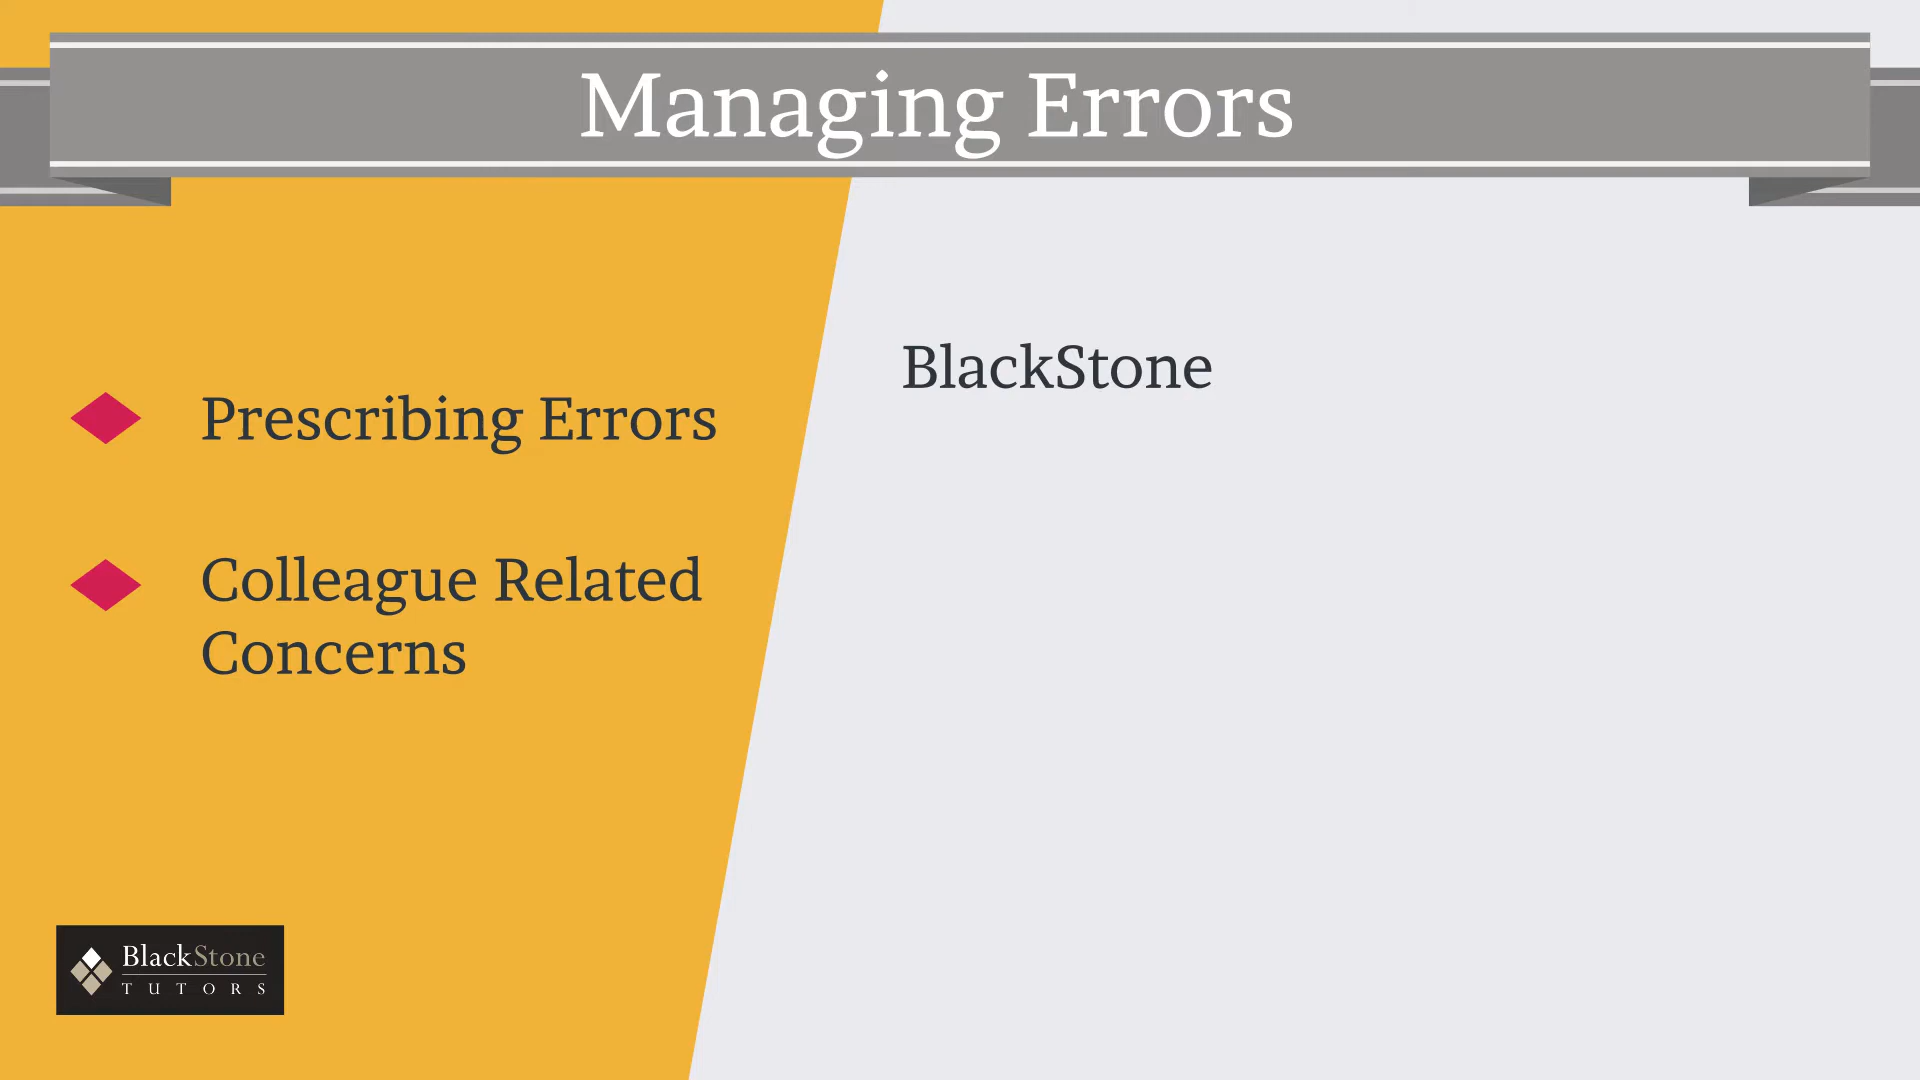 Managing Errors
Prescribing Errors
Colleague Related
Concerns
BlackStone
BlackStone
TUTORS